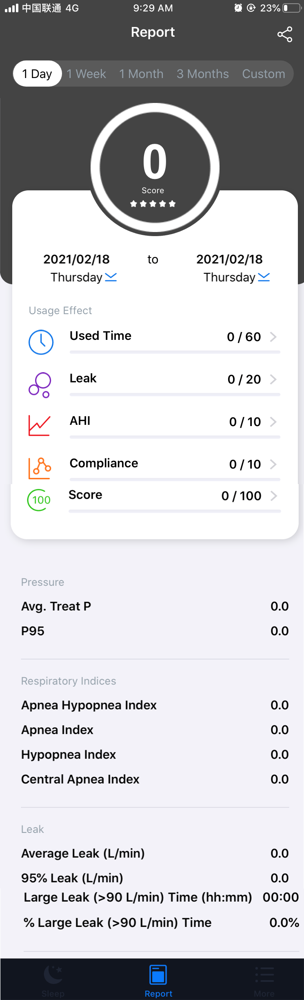 中国联通 4G 9:29 AM 23%
Report
1 Day 1 Week 1 Month 3 Months Custom
0
Score
2021/02/18 to 2021/02/18
Thursday Thursday
Usage Effect
Used Time 0 / 60
Leak 0 / 20
AHI 0 / 10
Compliance 0 / 10
100 Score 0 / 100
Pressure
Avg. Treat P 0.0
P95 0.0
Respiratory Indices
Apnea Hypopnea Index 0.0
Apnea Index 0.0
Hypopnea Index 0.0
Central Apnea Index 0.0
Leak
Average Leak (L/min) 0.0
95% Leak (L/min) 0.0
Large Leak (>90 L/min) Time (hh:mm) 00:00
% Large Leak (>90 L/min) Time 0.0%
Sleep Report More